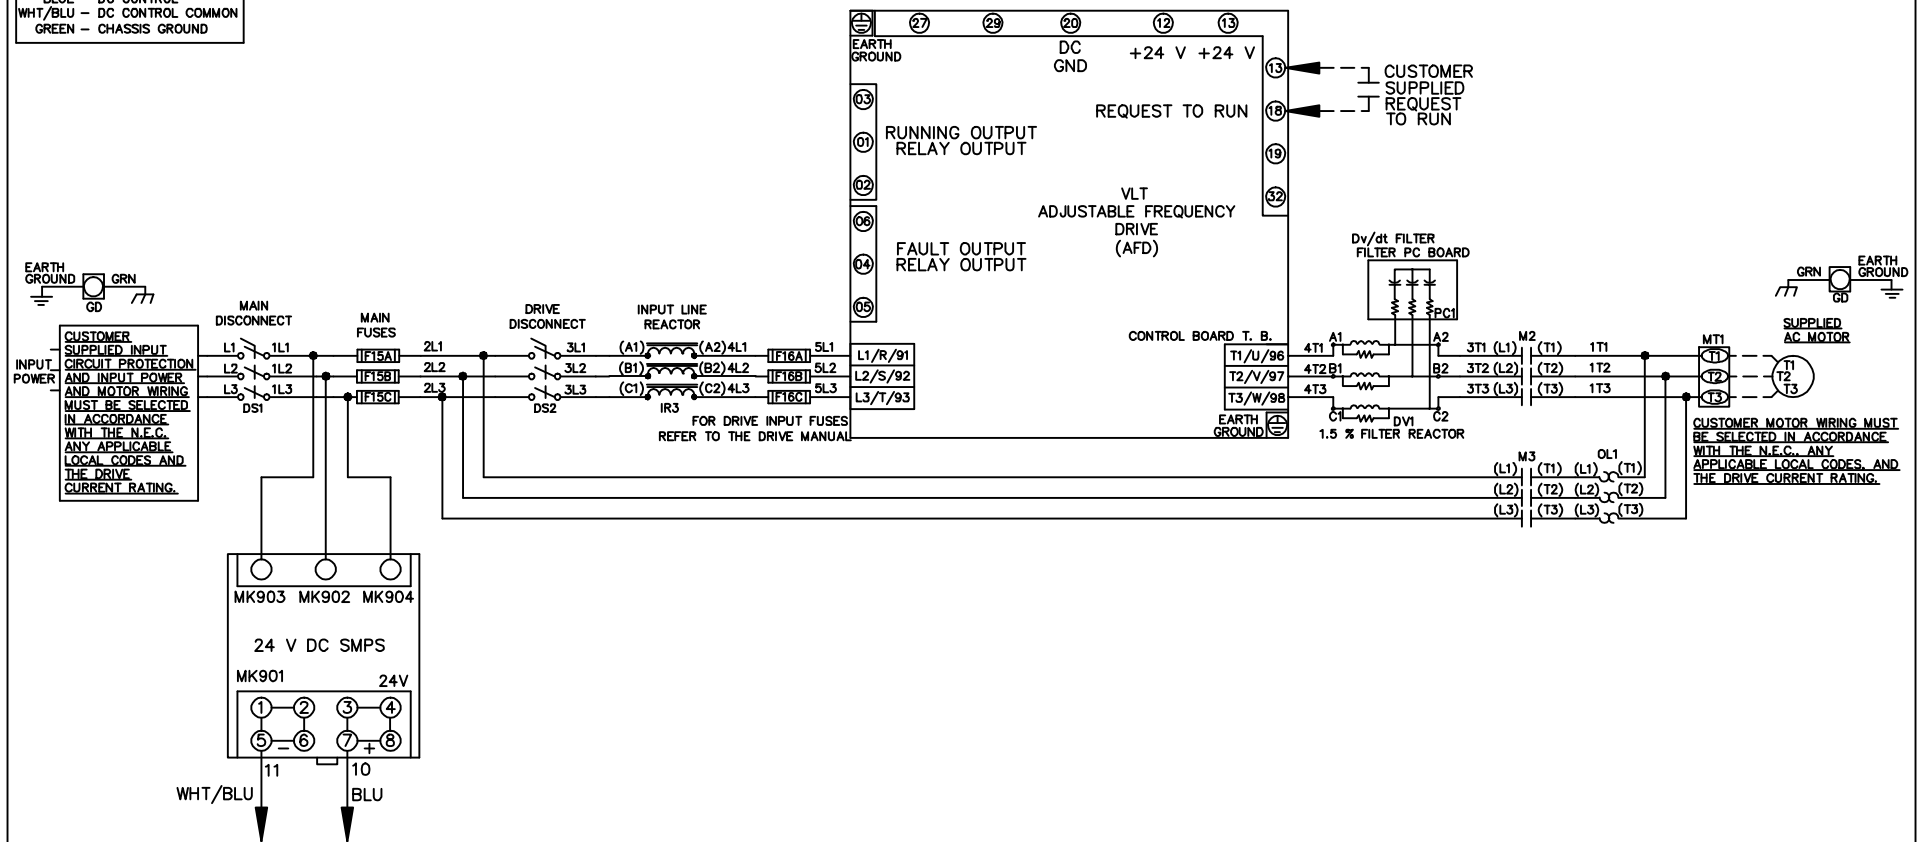 WHT/BLU – DC CONTROL COMMON
GREEN – CHASSIS GROUND
27 29 20 12 13
EARTH
GROUND
DC
GND
+24 V +24 V
13
18
19
32
REQUEST TO RUN
CUSTOMER
SUPPLIED
REQUEST
TO RUN
03
01
02
RUNNING OUTPUT
RELAY OUTPUT
06
04
05
FAULT OUTPUT
RELAY OUTPUT
VLT
ADJUSTABLE FREQUENCY
DRIVE
(AFD)
CONTROL BOARD T. B.
EARTH
GROUND
GRN
GD
INPUT
POWER
CUSTOMER
SUPPLIED INPUT
CIRCUIT PROTECTION
AND INPUT POWER
AND MOTOR WIRING
MUST BE SELECTED
IN ACCORDANCE
WITH THE N.E.C.
ANY APPLICABLE
LOCAL CODES AND
THE DRIVE
CURRENT RATING.
MAIN
DISCONNECT
L1 1L1
L2 1L2
L3 1L3
DS1
MAIN
FUSES
F15A
F15B
F15C
2L1
2L2
2L3
DRIVE
DISCONNECT
3L1
3L2
3L3
DS2
INPUT LINE
REACTOR
(A1) (A2) 4L1
(B1) (B2) 4L2
(C1) (C2) 4L3
IR3
F16A 5L1
F16B 5L2
F16C 5L3
L1/R/91
L2/S/92
L3/T/93
FOR DRIVE INPUT FUSES
REFER TO THE DRIVE MANUAL
T1/U/96
T2/V/97
T3/W/98
EARTH
GROUND
Dv/dt FILTER
FILTER PC BOARD
PC1
4T1 A1 A2
4T2 B1 B2
4T3 C1 C2
DV1
1.5 % FILTER REACTOR
M2
3T1 (L1) (T1) 1T1
3T2 (L2) (T2) 1T2
3T3 (L3) (T3) 1T3
MT1
T1
T2
T3
GRN
GD
EARTH
GROUND
SUPPLIED
AC MOTOR
T1
T2
T3
CUSTOMER MOTOR WIRING MUST
BE SELECTED IN ACCORDANCE
WITH THE N.E.C., ANY
APPLICABLE LOCAL CODES, AND
THE DRIVE CURRENT RATING.
M3 OL1
(L1) (T1) (L1) (T1)
(L2) (T2) (L2) (T2)
(L3) (T3) (L3) (T3)
MK903 MK902 MK904
24 V DC SMPS
MK901 24V
1 2 3 4
5 – 6 7 + 8
11 10
WHT/BLU BLU